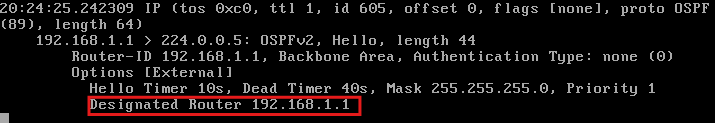 20:24:25.242309 IP (tos 0xc0, ttl 1, id 605, offset 0, flags [none], proto OSPF
(89), length 64)
192.168.1.1 > 224.0.0.5: OSPFv2, Hello, length 44
Router-ID 192.168.1.1, Backbone Area, Authentication Type: none (0)
Options [External]
Hello Timer 10s, Dead Timer 40s, Mask 255.255.255.0, Priority 1
Designated Router 192.168.1.1